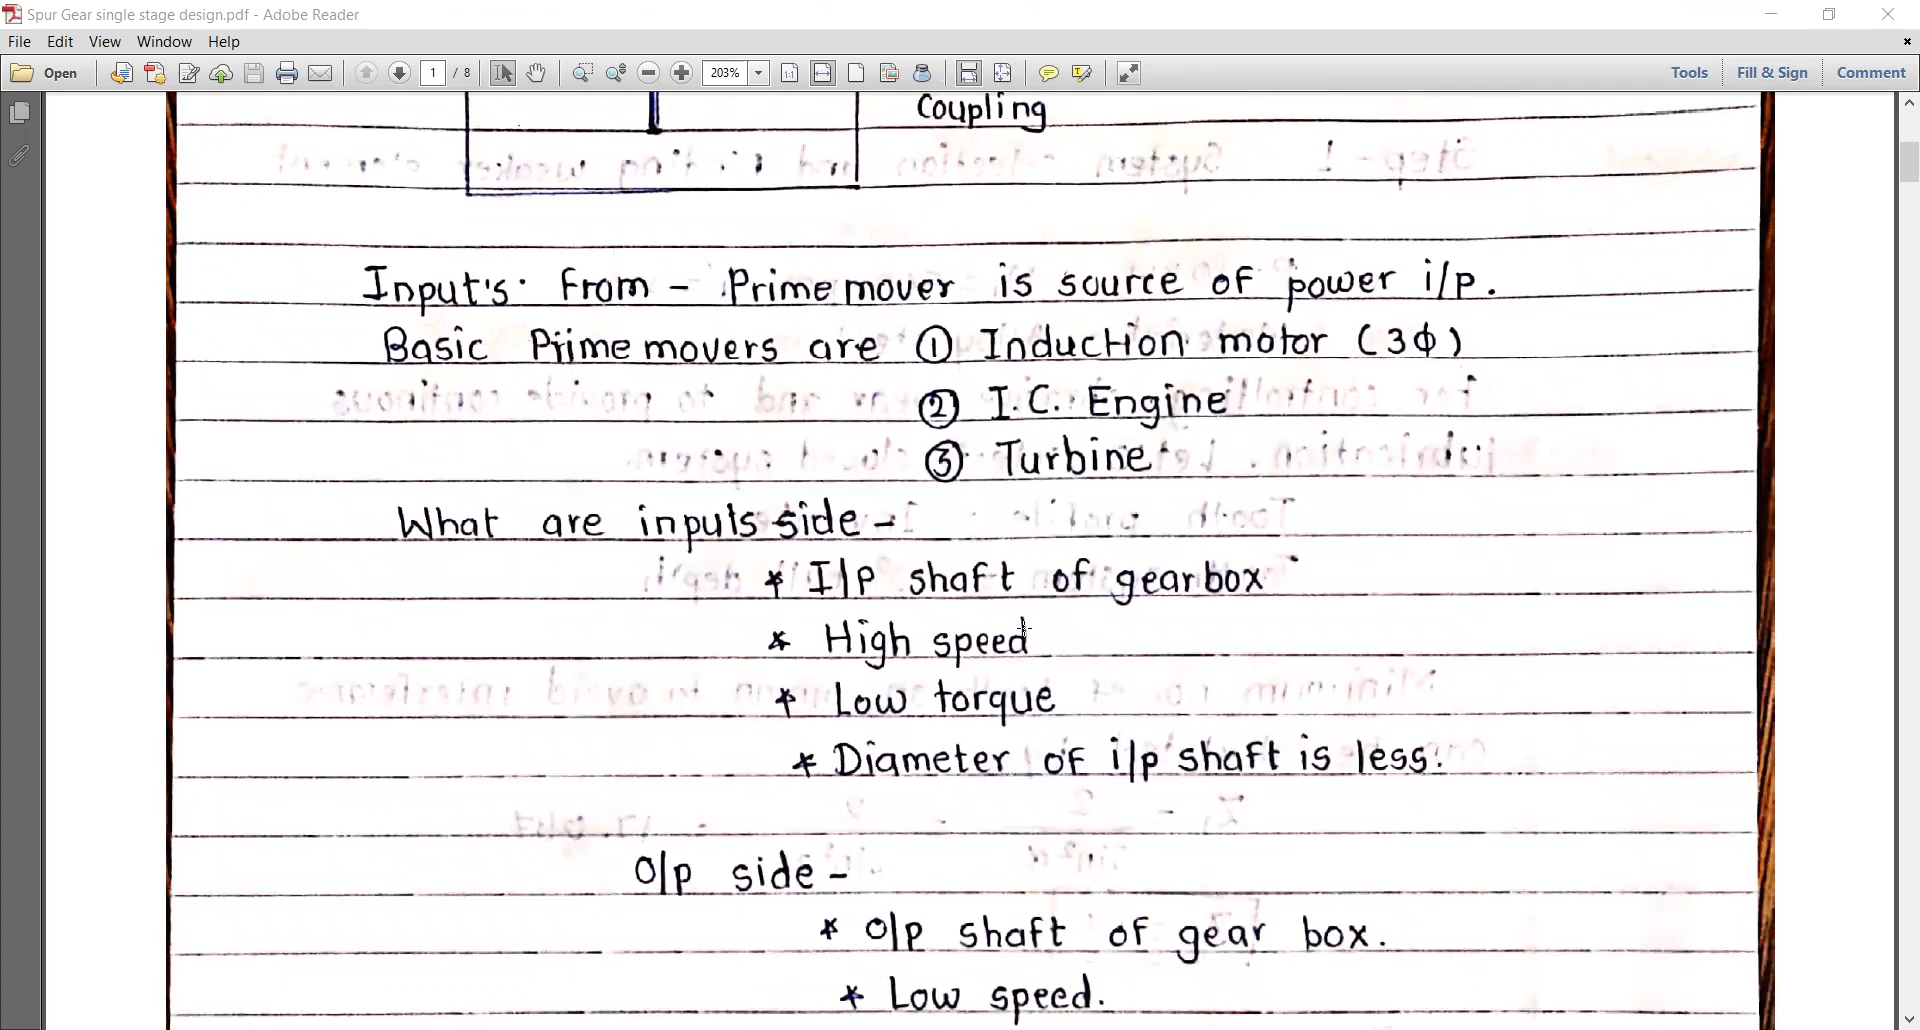 Spur Gear single stage design.pdf - Adobe Reader
File Edit View Window Help
Open 1 / 8 203% Tools Fill & Sign Comment
Coupling
Input's. From - Prime mover is source of power i/p.
Basic Prime movers are ① Induction motor (3ϕ)
② I.C. Engine
③ Turbine
What are inputs side -
* I/P shaft of gearbox
* High speed
* Low torque
* Diameter of i/p shaft is less.
O/p side -
* O/p shaft of gear box.
* Low speed.